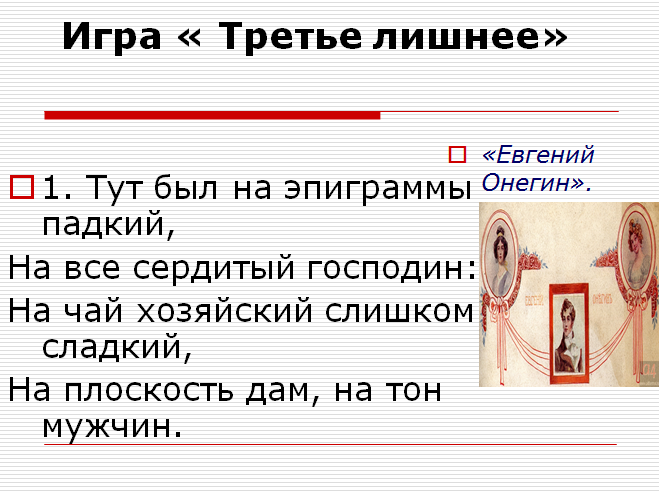 Игра « Третье лишнее»
«Евгений
Онегин».
1. Тут был на эпиграммы
падкий,
На все сердитый господин:
На чай хозяйский слишком
сладкий,
На плоскость дам, на тон
мужчин.